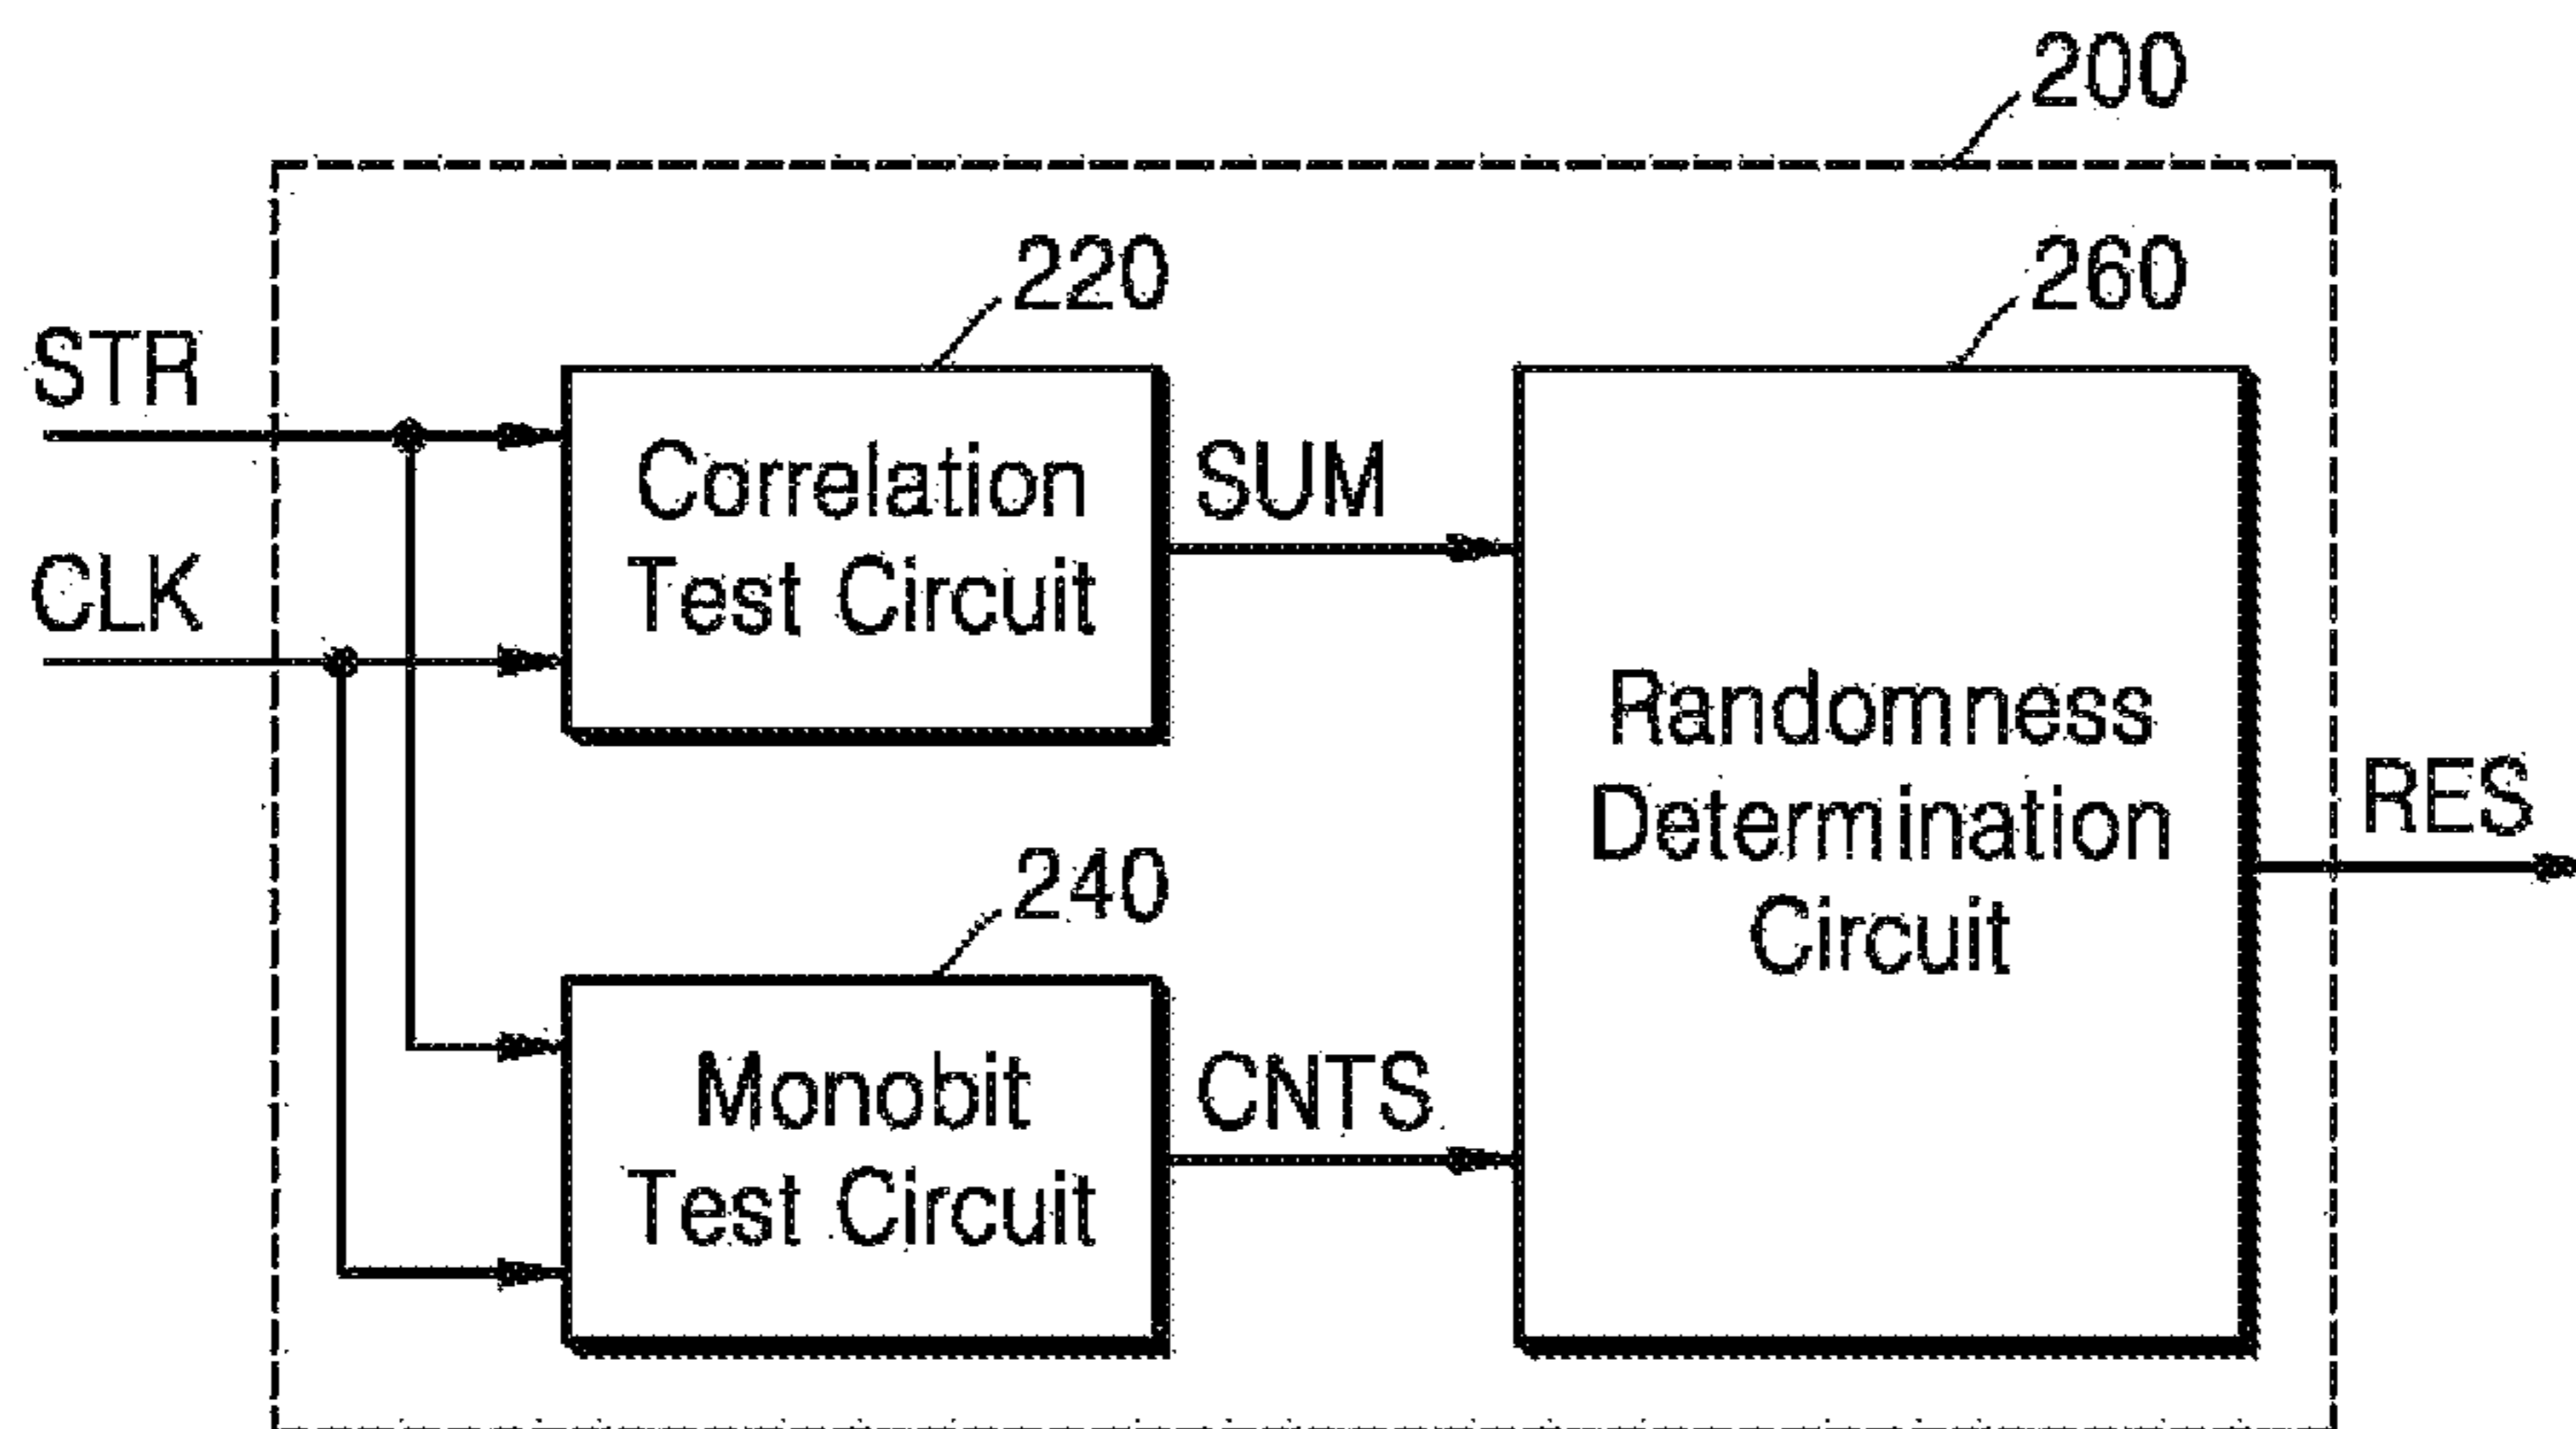 200
220
260
STR
Correlation
Test Circuit
SUM
CLK
Randomness
Determination
Circuit
RES
240
Monobit
Test Circuit
CNTS